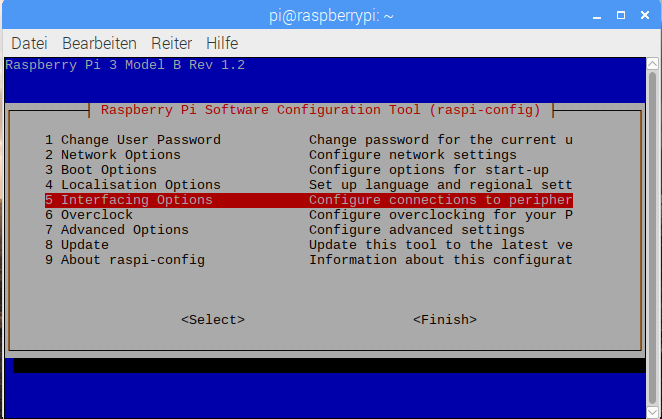 pi@raspberrypi: ~
Datei Bearbeiten Reiter Hilfe
Raspberry Pi 3 Model B Rev 1.2
Raspberry Pi Software Configuration Tool (raspi-config)
1 Change User Password Change password for the current u
2 Network Options Configure network settings
3 Boot Options Configure options for start-up
4 Localisation Options Set up language and regional sett
5 Interfacing Options Configure connections to peripher
6 Overclock Configure overclocking for your P
7 Advanced Options Configure advanced settings
8 Update Update this tool to the latest ve
9 About raspi-config Information about this configurat
<Select> <Finish>